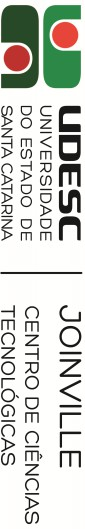 UDESC
UNIVERSIDADE
DO ESTADO DE
SANTA CATARINA
JOINVILLE
CENTRO DE CIÊNCIAS
TECNOLÓGICAS